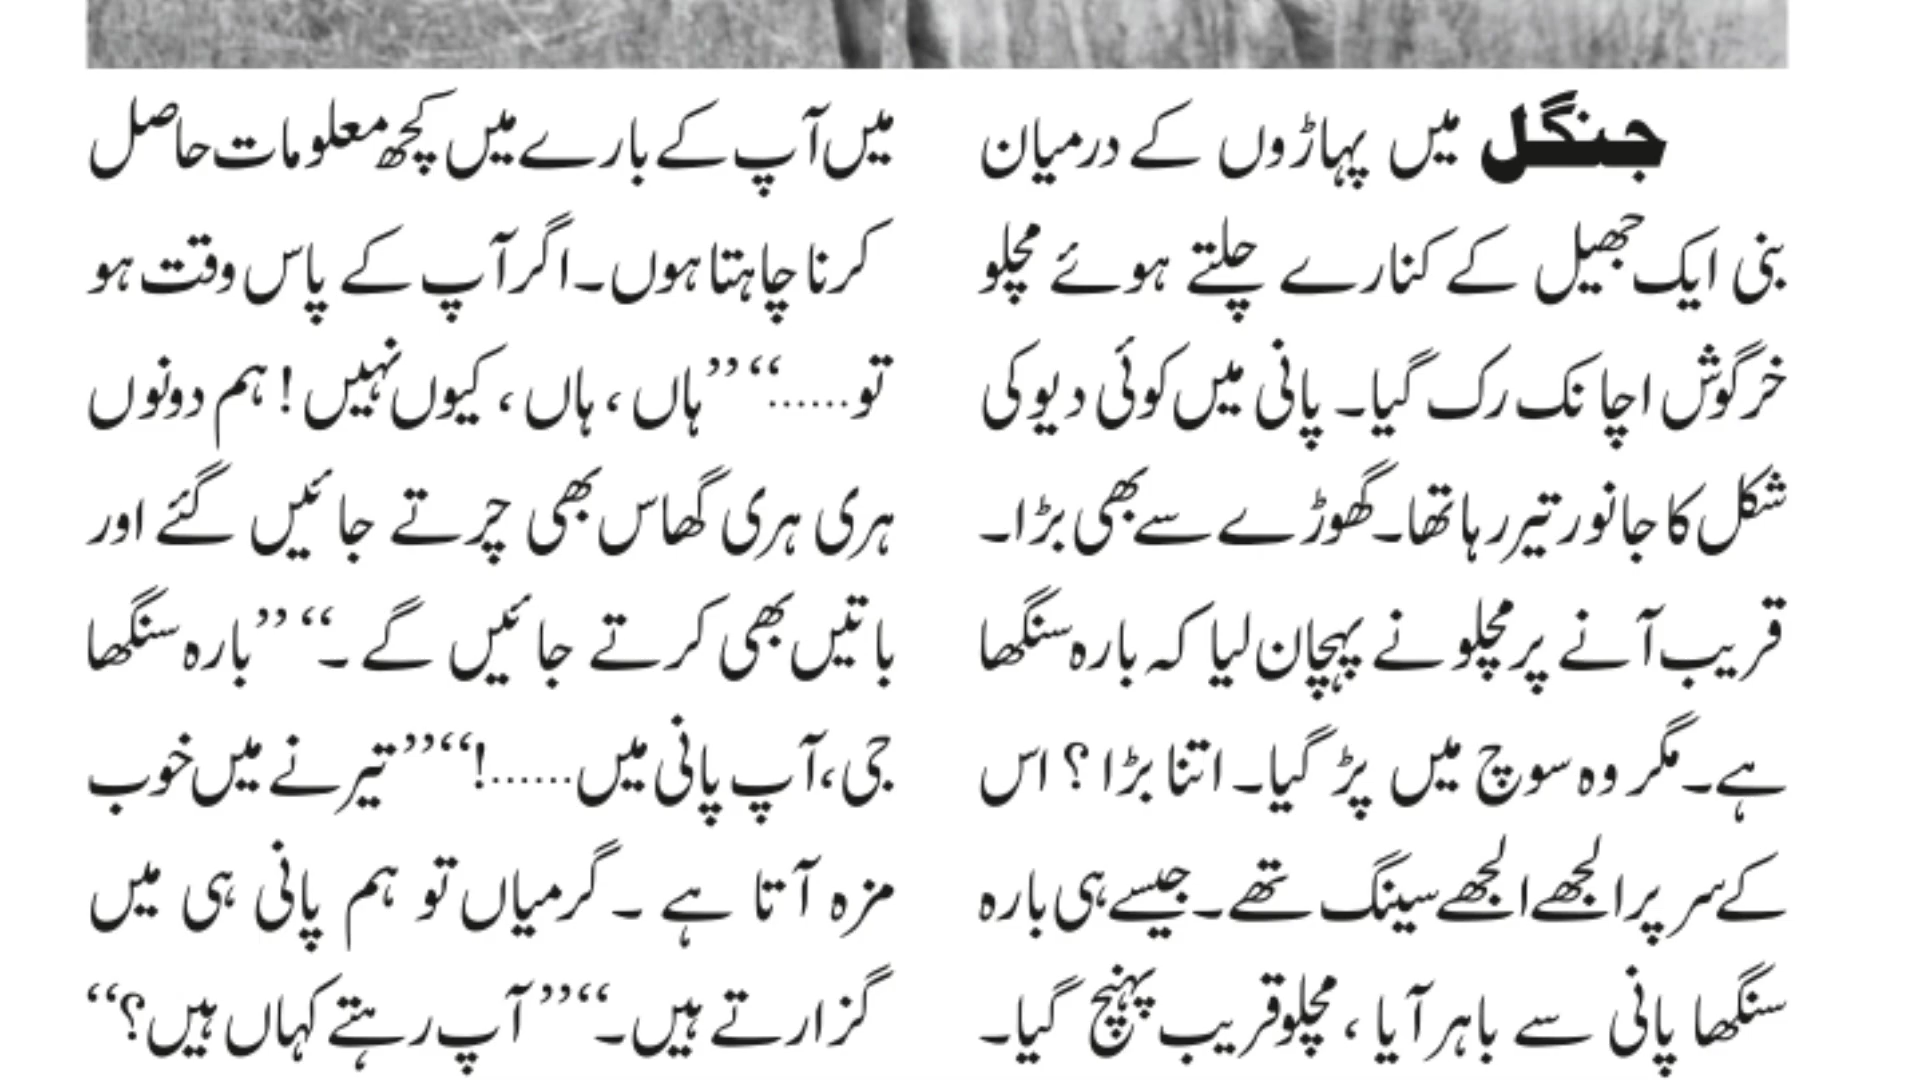 جنگل میں پہاڑوں کے درمیان
بنی ایک جھیل کے کنارے چلتے ہوئے مچلو
خرگوش اچانک رک گیا۔ پانی میں کوئی دیو کی
شکل کا جانور تیر رہا تھا۔ گھوڑے سے بھی بڑا۔
قریب آنے پر مچلو نے پہچان لیا کہ بارہ سنگھا
ہے۔ مگر وہ سوچ میں پڑ گیا۔ اتنا بڑا ؟ اس
کے سر پر الجھے الجھے سینگ تھے۔ جیسے ہی بارہ
سنگھا پانی سے باہر آیا ، مچلو قریب پہنچ گیا۔
میں آپ کے بارے میں کچھ معلومات حاصل
کرنا چاہتا ہوں۔ اگر آپ کے پاس وقت ہو
تو......‘‘ ’’ہاں ، ہاں ، کیوں نہیں ! ہم دونوں
ہری ہری گھاس بھی چرتے جائیں گئے اور
باتیں بھی کرتے جائیں گے ۔‘‘ ’’بارہ سنگھا
جی، آپ پانی میں......!‘‘ ’’تیرنے میں خوب
مزہ آتا ہے ۔ گرمیاں تو ہم پانی ہی میں
گزارتے ہیں۔‘‘ ’’آپ رہتے کہاں ہیں؟‘‘